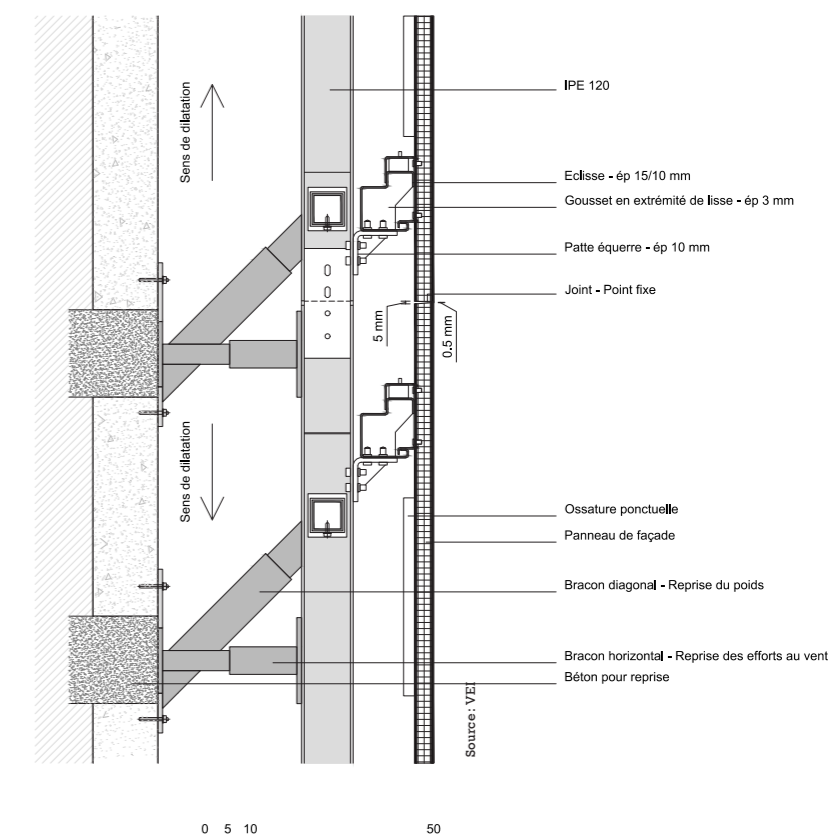 Sens de dilatation
IPE 120
Eclisse - ép 15/10 mm
Gousset en extrémité de lisse - ép 3 mm
Patte équerre - ép 10 mm
Joint - Point fixe
5 mm
0.5 mm
Sens de dilatation
Ossature ponctuelle
Panneau de façade
Bracon diagonal - Reprise du poids
Bracon horizontal - Reprise des efforts au vent
Béton pour reprise
Source: VEI
0 5 10 50